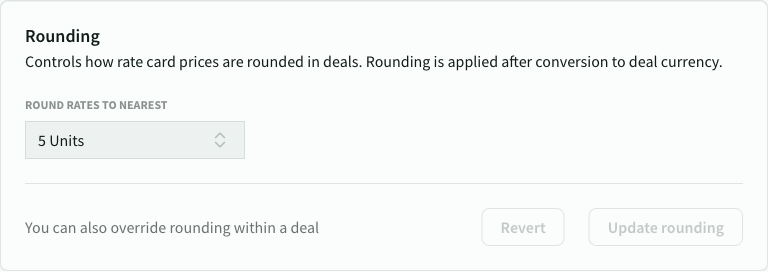 Rounding
Controls how rate card prices are rounded in deals. Rounding is applied after conversion to deal currency.
ROUND RATES TO NEAREST
5 Units
You can also override rounding within a deal
Revert
Update rounding